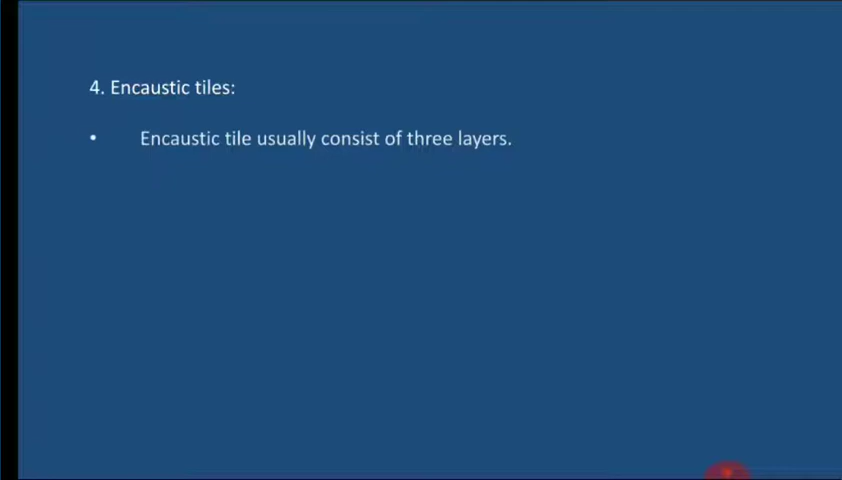 4. Encaustic tiles:
• Encaustic tile usually consist of three layers.